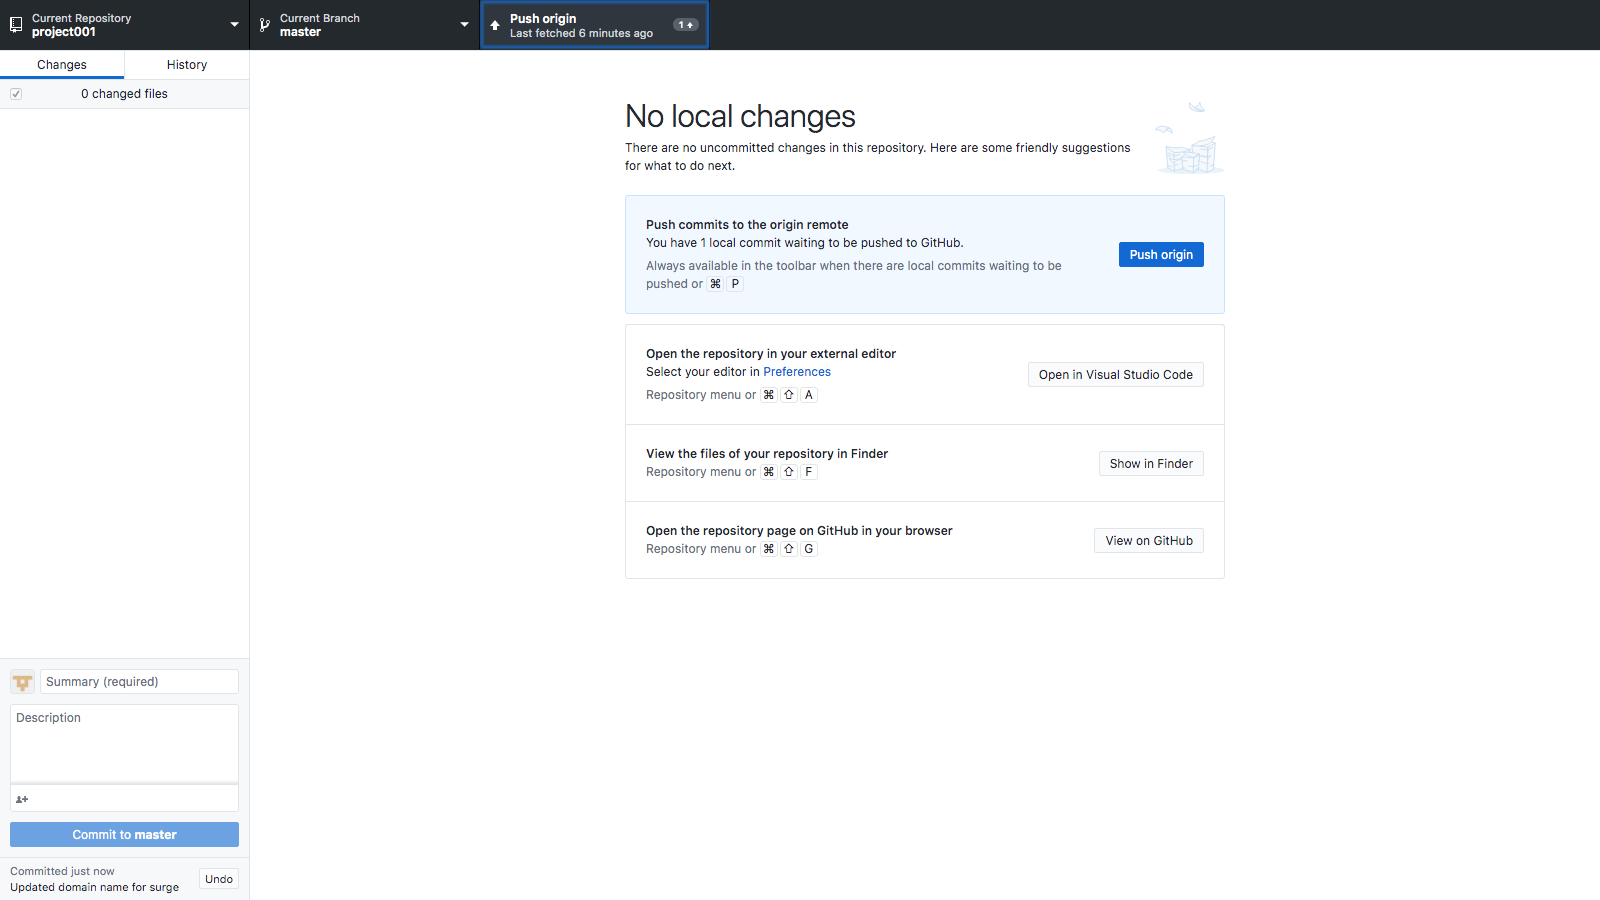 Current Repository
project001
Current Branch
master
Push origin
Last fetched 6 minutes ago
1
Changes
History
0 changed files
No local changes
There are no uncommitted changes in this repository. Here are some friendly suggestions
for what to do next.
Push commits to the origin remote
You have 1 local commit waiting to be pushed to GitHub.
Always available in the toolbar when there are local commits waiting to be
pushed or ⌘ P
Push origin
Open the repository in your external editor
Select your editor in Preferences
Repository menu or ⌘ ⇧ A
Open in Visual Studio Code
View the files of your repository in Finder
Repository menu or ⌘ ⇧ F
Show in Finder
Open the repository page on GitHub in your browser
Repository menu or ⌘ ⇧ G
View on GitHub
Summary (required)
Description
Commit to master
Committed just now
Updated domain name for surge
Undo